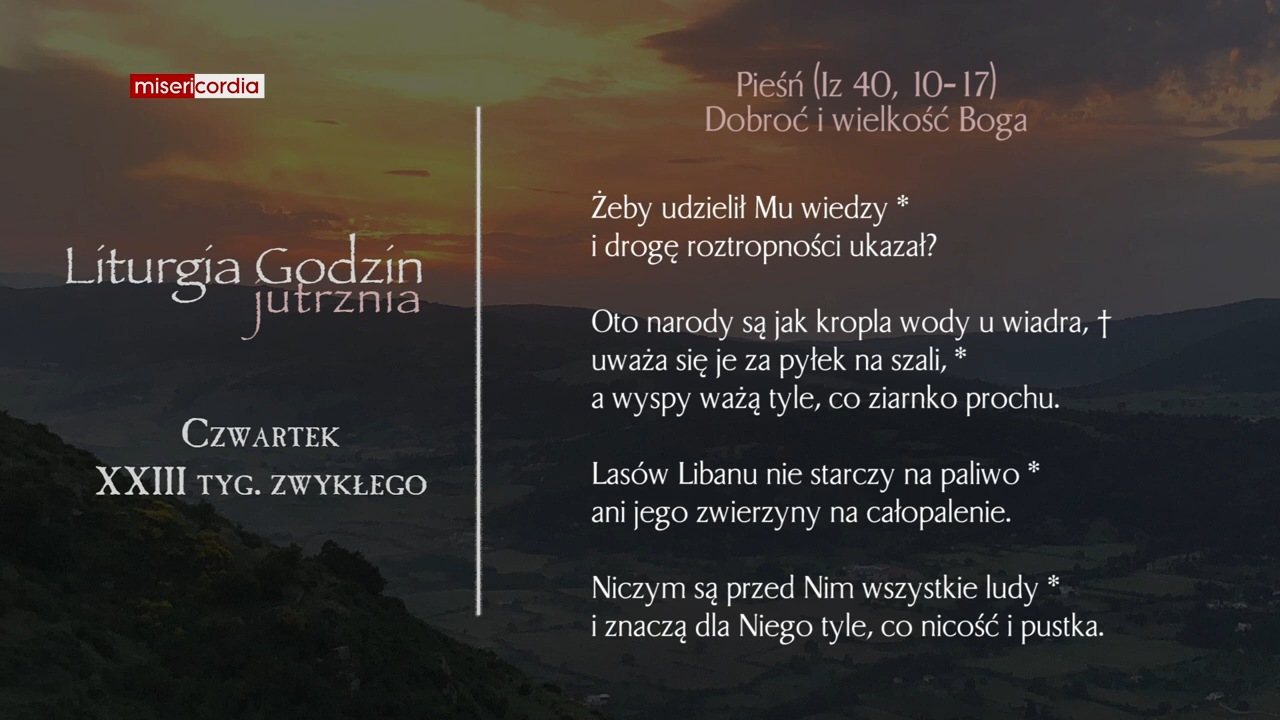 misericordia
Liturgia Godzin
jutrznia
Czwartek
XXIII tyg. zwykłego
Pieśń (Iz 40, 10-17)
Dobroć i wielkość Boga
Żeby udzielił Mu wiedzy *
i drogę roztropności ukazał?
Oto narody są jak kropla wody u wiadra, †
uważa się je za pyłek na szali, *
a wyspy ważą tyle, co ziarnko prochu.
Lasów Libanu nie starczy na paliwo *
ani jego zwierzyny na całopalenie.
Niczym są przed Nim wszystkie ludy *
i znaczą dla Niego tyle, co nicość i pustka.